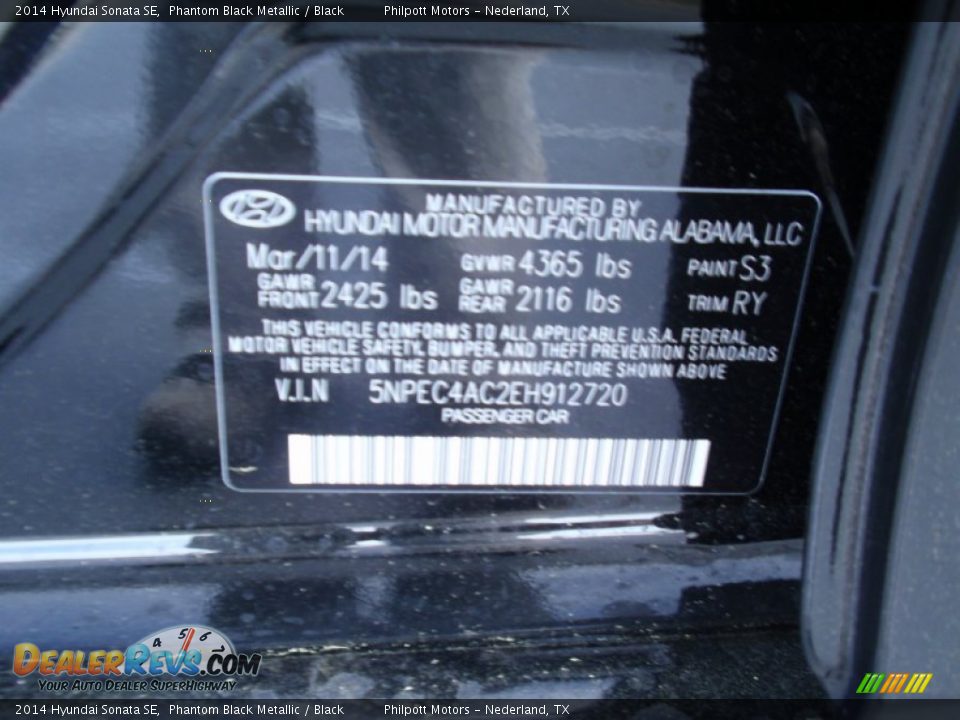 2014 Hyundai Sonata SE, Phantom Black Metallic / Black Philpott Motors - Nederland, TX
MANUFACTURED BY
HYUNDAI MOTOR MANUFACTURING ALABAMA, LLC
Mar/11/14 GVWR 4365 lbs PAINT S3
GAWR FRONT 2425 lbs GAWR REAR 2116 lbs TRIM RY
THIS VEHICLE CONFORMS TO ALL APPLICABLE U.S.A. FEDERAL
MOTOR VEHICLE SAFETY, BUMPER, AND THEFT PREVENTION STANDARDS
IN EFFECT ON THE DATE OF MANUFACTURE SHOWN ABOVE
V.I.N 5NPEC4AC2EH912720
PASSENGER CAR
4 5 6
DEALERREVS.COM
YOUR AUTO DEALER SUPERHIGHWAY
2014 Hyundai Sonata SE, Phantom Black Metallic / Black Philpott Motors - Nederland, TX